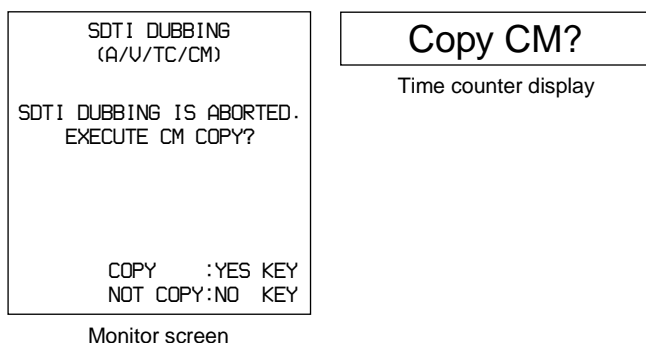 SDTI DUBBING
(A/V/TC/CM)
SDTI DUBBING IS ABORTED.
EXECUTE CM COPY?
COPY :YES KEY
NOT COPY:NO KEY
Monitor screen
Copy CM?
Time counter display